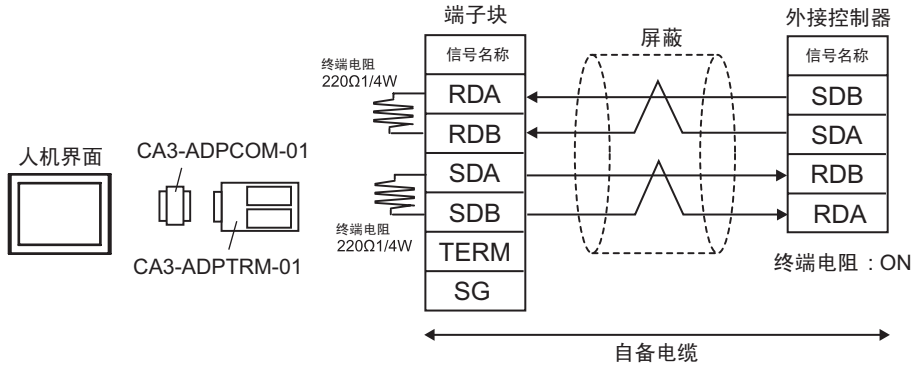 端子块
外接控制器
屏蔽
信号名称
信号名称
终端电阻
220Ω1/4W
RDA
SDB
RDB
SDA
人机界面
CA3-ADPCOM-01
SDA
RDB
SDB
RDA
终端电阻
220Ω1/4W
TERM
CA3-ADPTRM-01
终端电阻：ON
SG
自备电缆